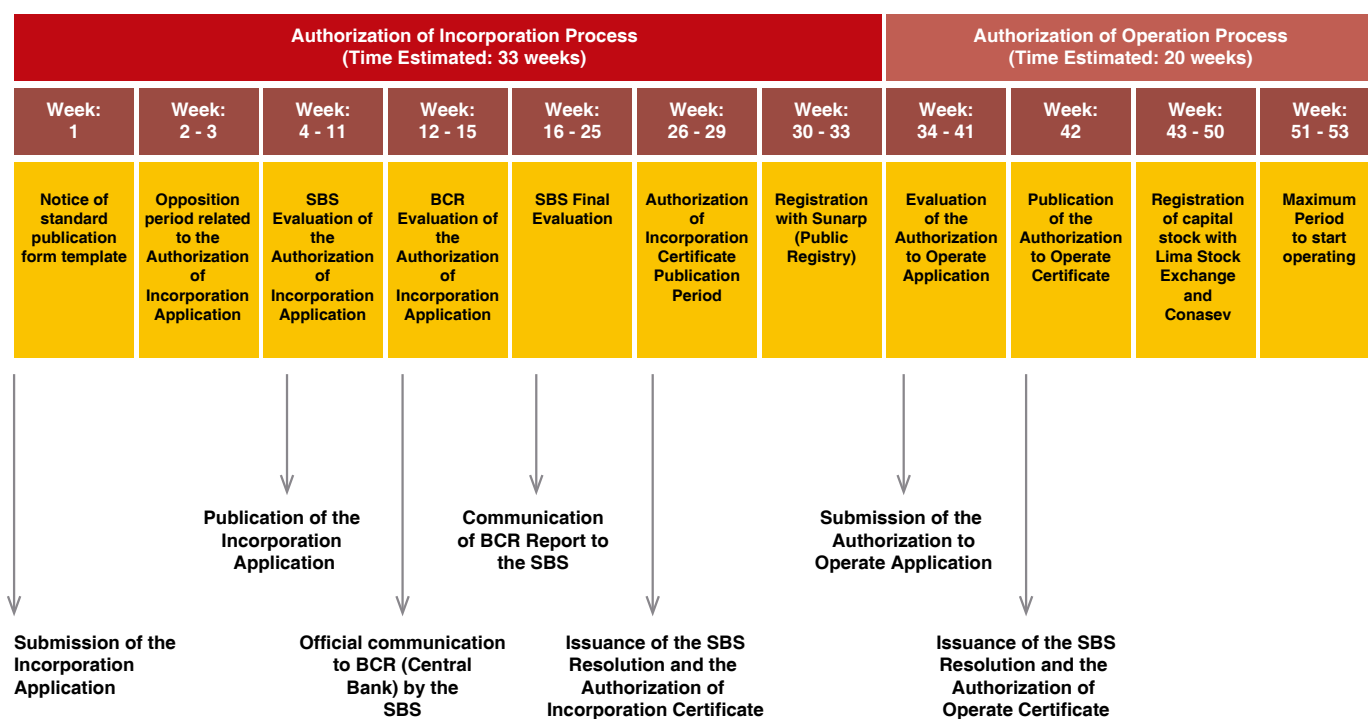 Authorization of Incorporation Process
(Time Estimated: 33 weeks)
Authorization of Operation Process
(Time Estimated: 20 weeks)
Week:
1
Week:
2 - 3
Week:
4 - 11
Week:
12 - 15
Week:
16 - 25
Week:
26 - 29
Week:
30 - 33
Week:
34 - 41
Week:
42
Week:
43 - 50
Week:
51 - 53
Notice of
standard
publication
form template
Opposition
period related
to the
Authorization
of
Incorporation
Application
SBS
Evaluation of
the
Authorization
of
Incorporation
Application
BCR
Evaluation of
the
Authorization
of
Incorporation
Application
SBS Final
Evaluation
Authorization
of
Incorporation
Certificate
Publication
Period
Registration
with Sunarp
(Public
Registry)
Evaluation
of the
Authorization
to Operate
Application
Publication
of the
Authorization
to Operate
Certificate
Registration
of capital
stock with
Lima Stock
Exchange
and
Conasev
Maximum
Period
to start
operating
Publication of the
Incorporation
Application
Communication
of BCR Report to
the SBS
Submission of the
Authorization to
Operate Application
Submission of the
Incorporation
Application
Official communication
to BCR (Central
Bank) by the
SBS
Issuance of the SBS
Resolution and the
Authorization of
Incorporation Certificate
Issuance of the SBS
Resolution and the
Authorization of
Operate Certificate